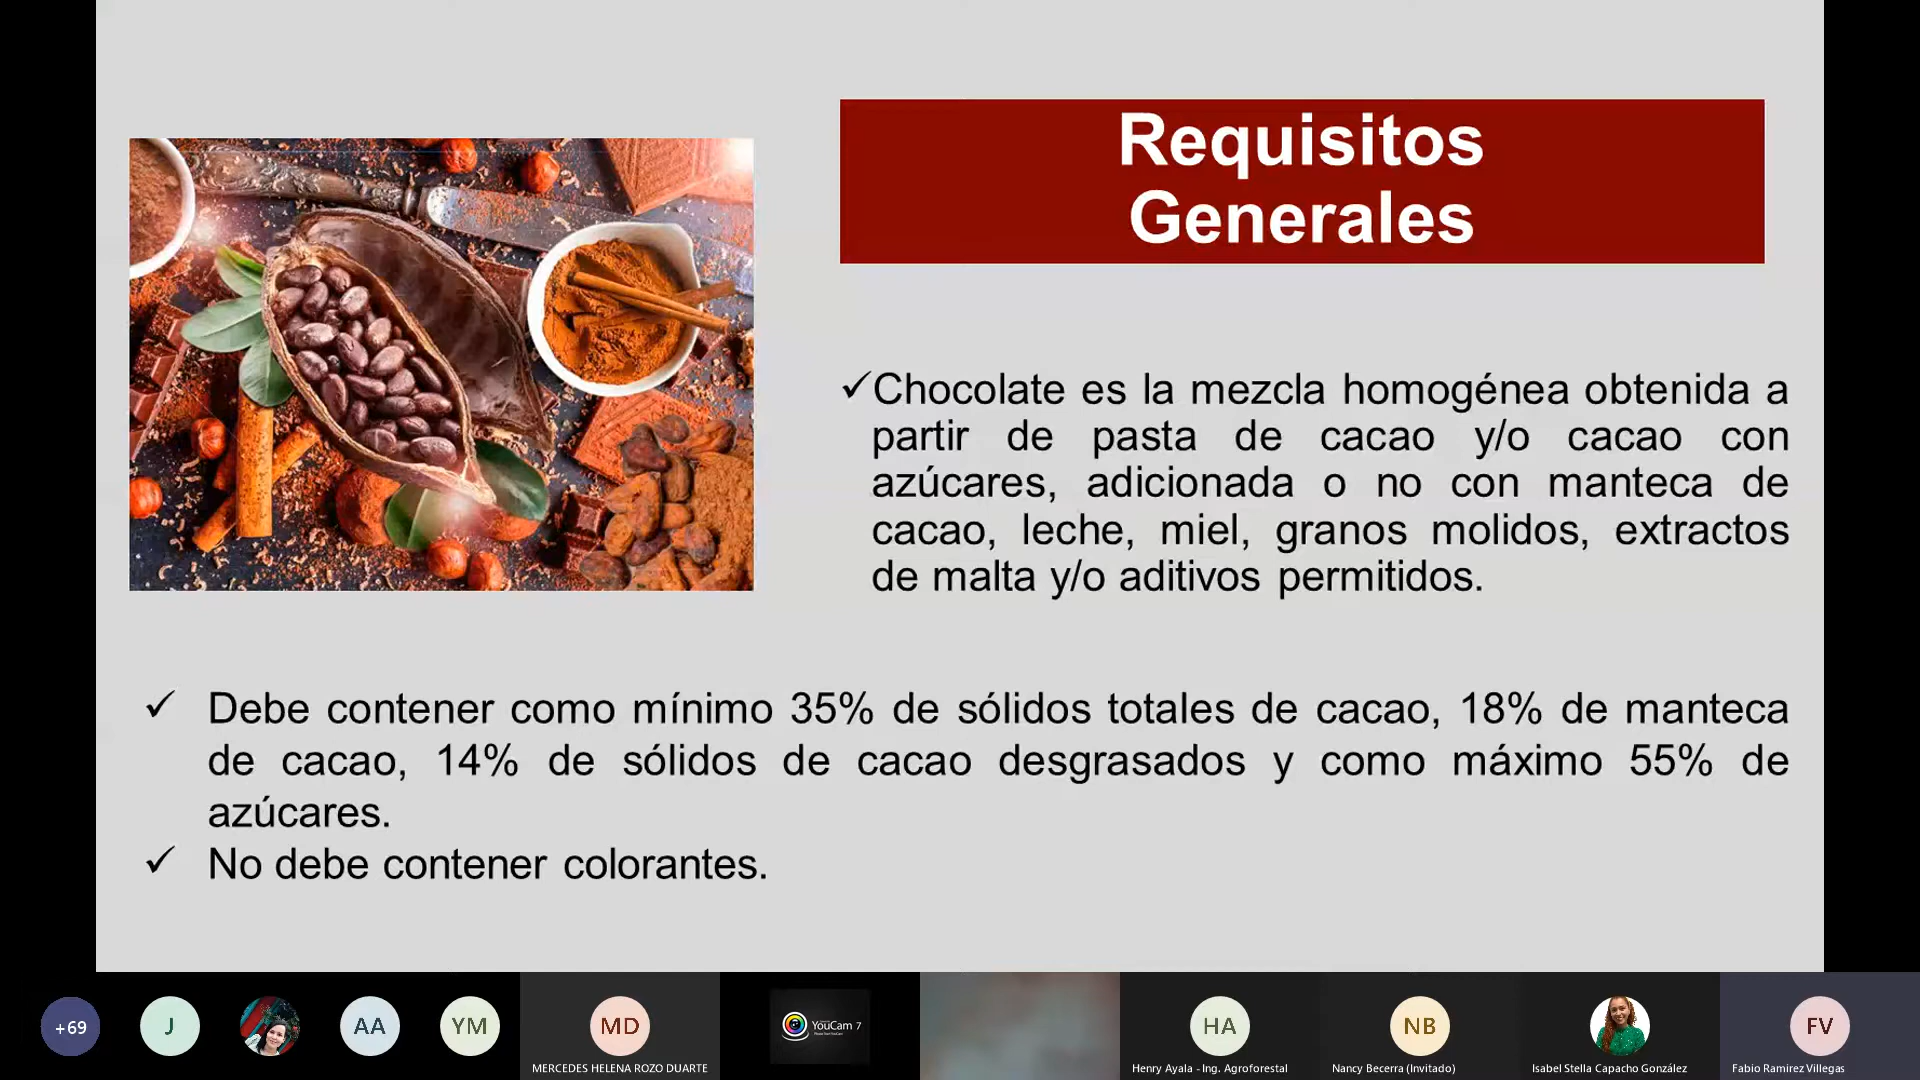 Requisitos
Generales
✓Chocolate es la mezcla homogénea obtenida a
partir de pasta de cacao y/o cacao con
azúcares, adicionada o no con manteca de
cacao, leche, miel, granos molidos, extractos
de malta y/o aditivos permitidos.
✓ Debe contener como mínimo 35% de sólidos totales de cacao, 18% de manteca
de cacao, 14% de sólidos de cacao desgrasados y como máximo 55% de
azúcares.
✓ No debe contener colorantes.
+69
J
AA
YM
MD
YouCam 7
HA
NB
FV
MERCEDES HELENA ROZO DUARTE
Henry Ayala - Ing. Agroforestal
Nancy Becerra (Invitado)
Isabel Stella Capacho González
Fabio Ramirez Villegas